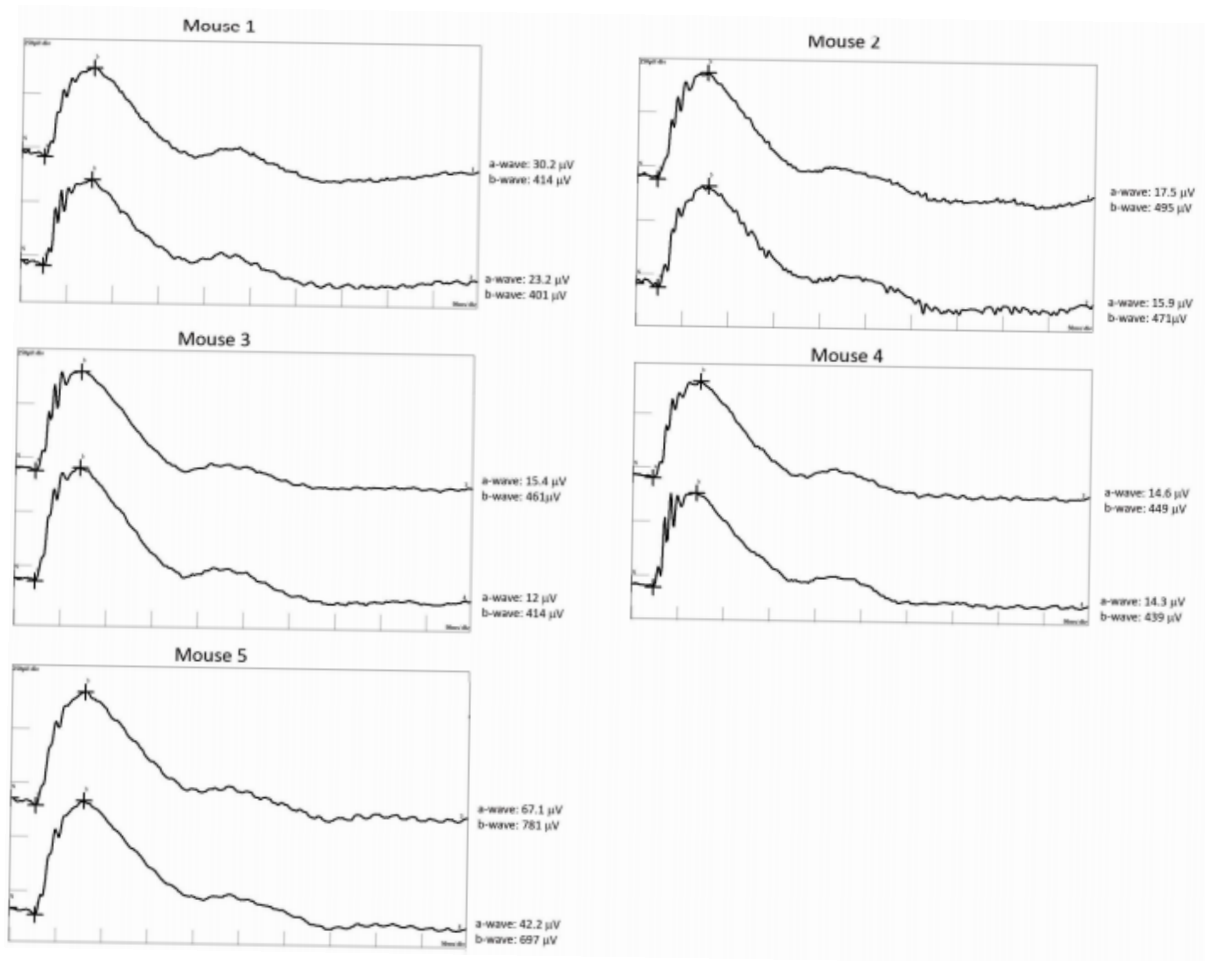 Mouse 1
a-wave: 30.2 µV
b-wave: 414 µV
a-wave: 23.2 µV
b-wave: 401 µV
Mouse 2
a-wave: 17.5 µV
b-wave: 495 µV
a-wave: 15.9 µV
b-wave: 471µV
Mouse 3
a-wave: 15.4 µV
b-wave: 461µV
a-wave: 12 µV
b-wave: 414 µV
Mouse 4
a-wave: 14.6 µV
b-wave: 449 µV
a-wave: 14.3 µV
b-wave: 439 µV
Mouse 5
a-wave: 67.1 µV
b-wave: 781 µV
a-wave: 42.2 µV
b-wave: 697 µV